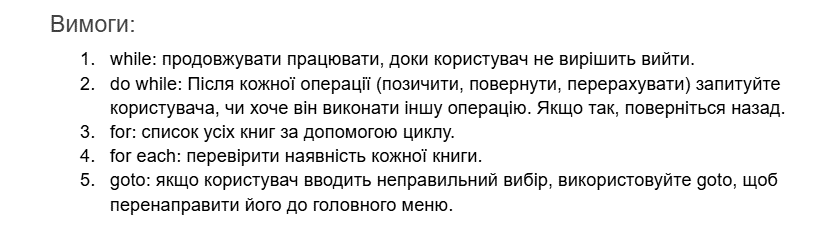 Вимоги:
1. while: продовжувати працювати, доки користувач не вирішить вийти.
2. do while: Після кожної операції (позичити, повернути, перерахувати) запитуйте
користувача, чи хоче він виконати іншу операцію. Якщо так, поверніться назад.
3. for: список усіх книг за допомогою циклу.
4. for each: перевірити наявність кожної книги.
5. goto: якщо користувач вводить неправильний вибір, використовуйте goto, щоб
перенаправити його до головного меню.